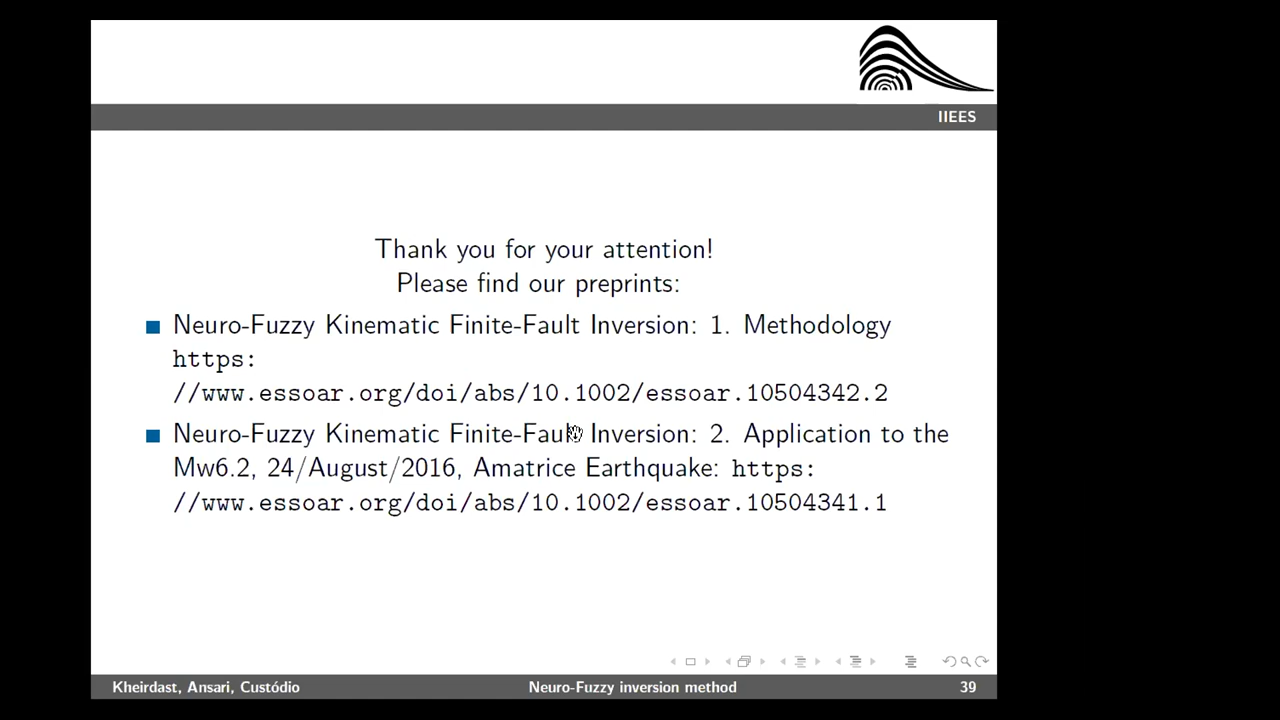 IIEES
Thank you for your attention!
Please find our preprints:
Neuro-Fuzzy Kinematic Finite-Fault Inversion: 1. Methodology
https:
//www.essoar.org/doi/abs/10.1002/essoar.10504342.2
Neuro-Fuzzy Kinematic Finite-Fault Inversion: 2. Application to the
Mw6.2, 24/August/2016, Amatrice Earthquake: https:
//www.essoar.org/doi/abs/10.1002/essoar.10504341.1
Kheirdast, Ansari, Custódio
Neuro-Fuzzy inversion method
39